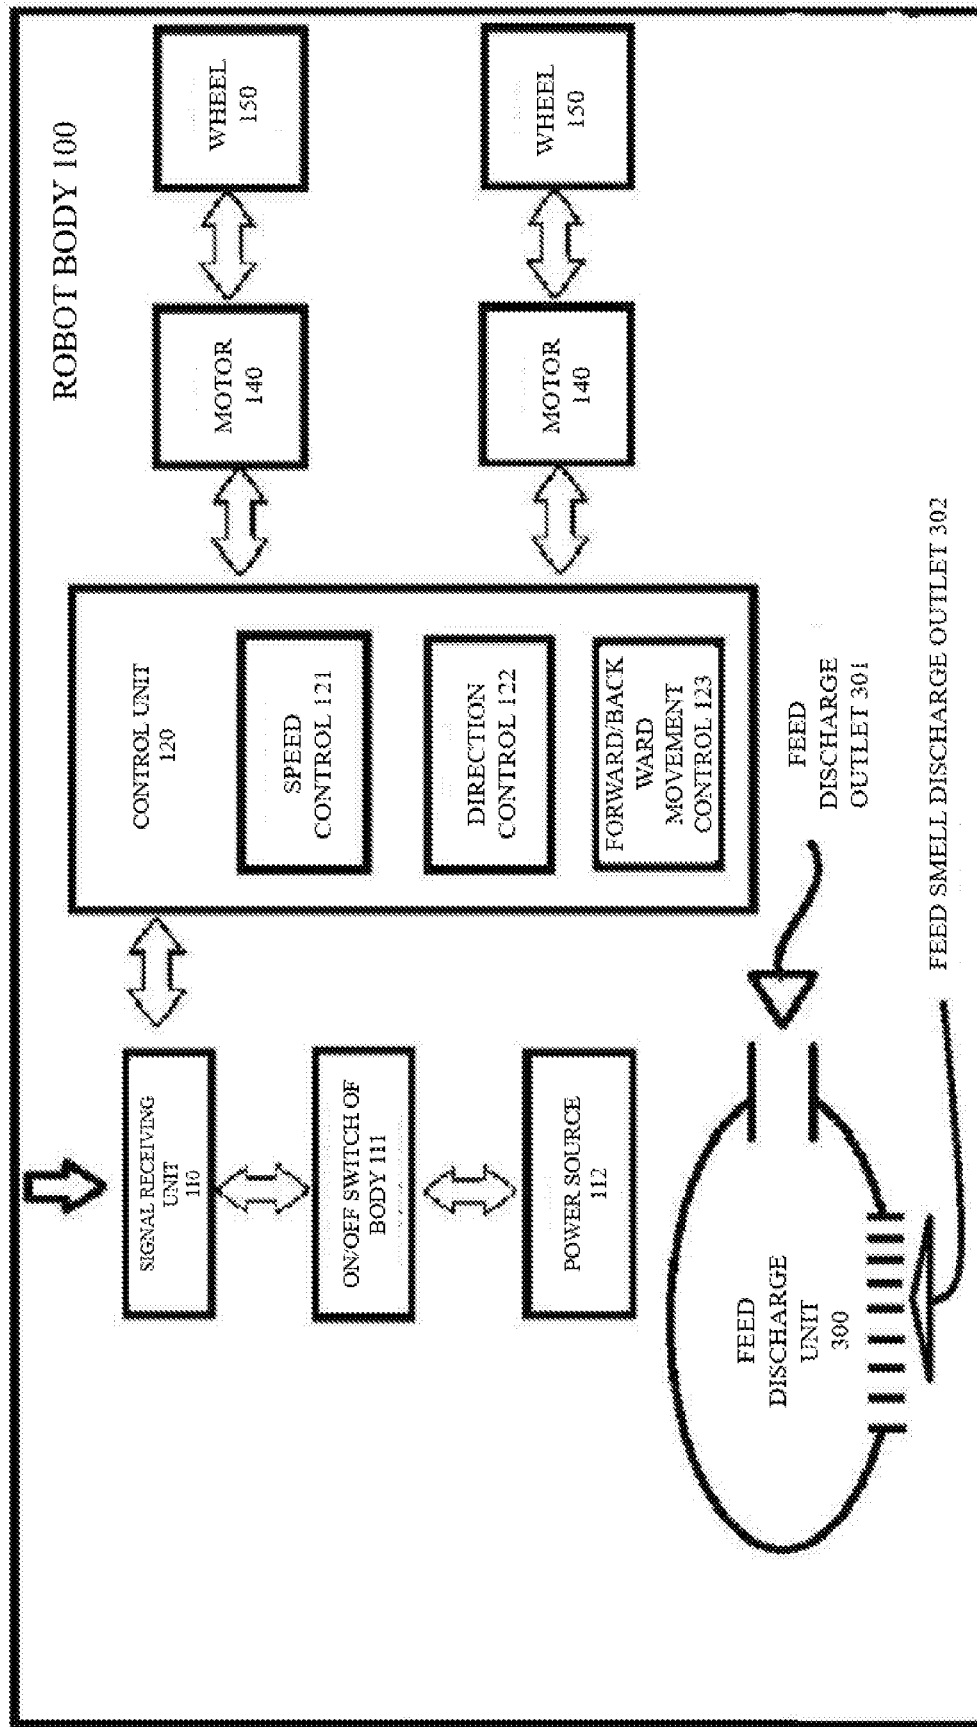 ROBOT BODY 100
SIGNAL RECEIVING
UNIT
110
ON/OFF SWITCH OF
BODY 111
POWER SOURCE
112
CONTROL UNIT
120
SPEED
CONTROL 121
DIRECTION
CONTROL 122
FORWARD/BACK
WARD
MOVEMENT
CONTROL 123
MOTOR
140
WHEEL
150
MOTOR
140
WHEEL
150
FEED
DISCHARGE
UNIT
300
FEED
DISCHARGE
OUTLET 301
FEED SMELL DISCHARGE OUTLET 302